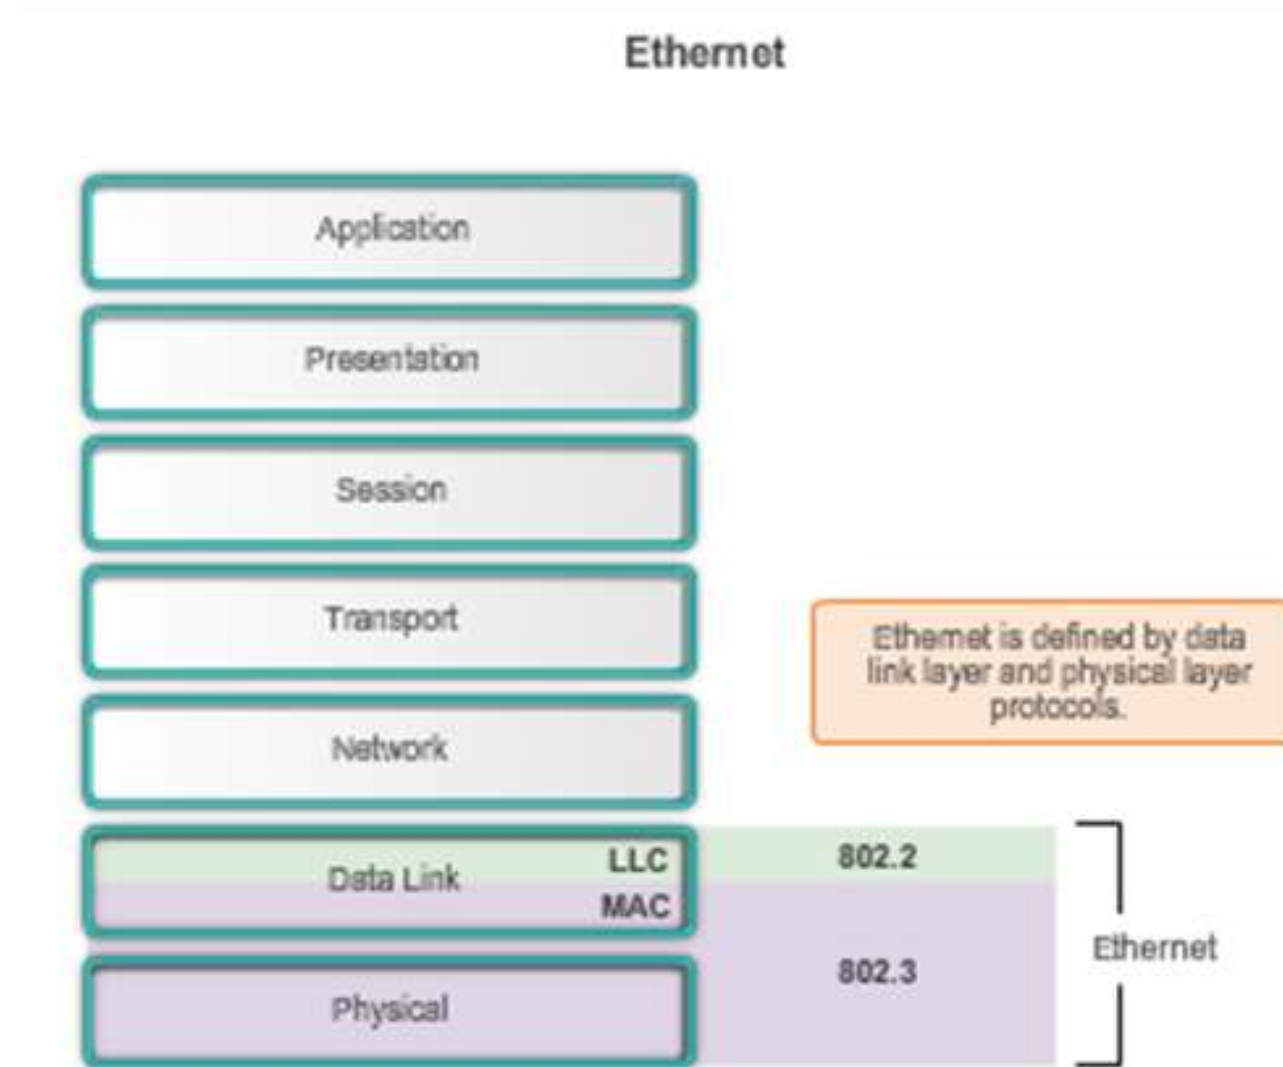 Ethernet
Application
Presentation
Session
Transport
Ethernet is defined by data
link layer and physical layer
protocols.
Network
Data Link
LLC
MAC
802.2
802.3
Ethernet
Physical